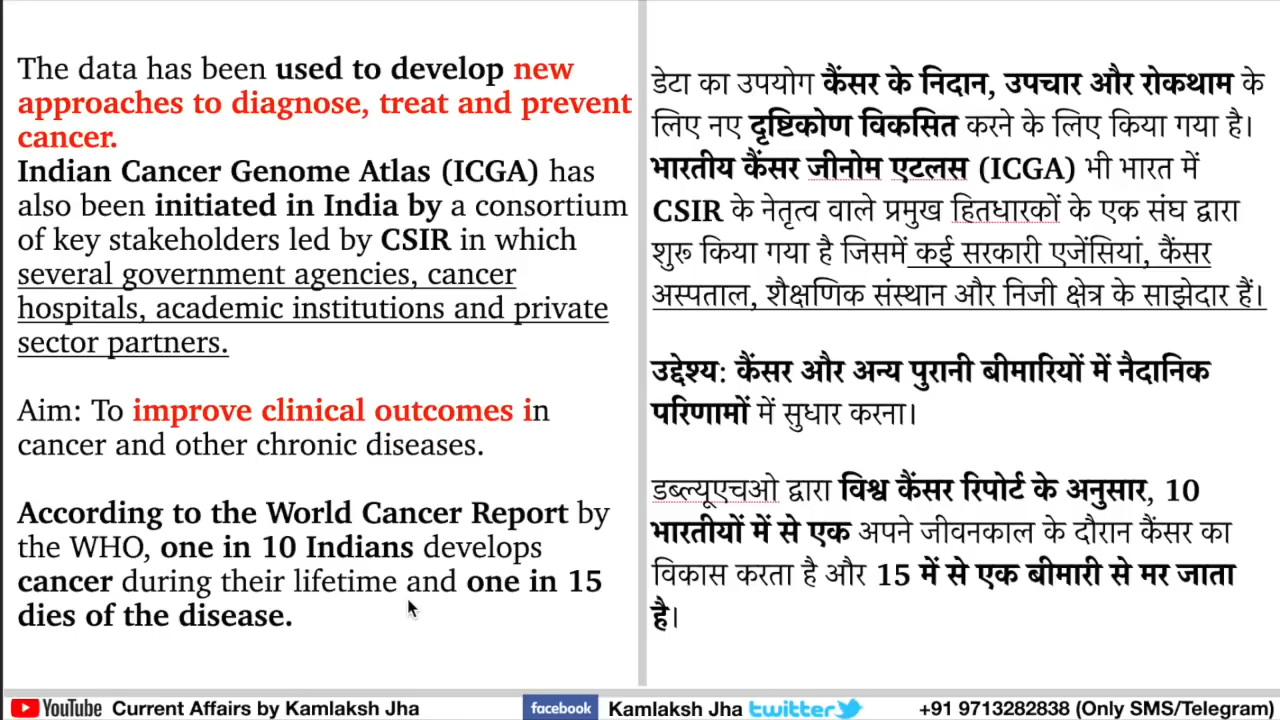 The data has been used to develop new
approaches to diagnose, treat and prevent
cancer.
Indian Cancer Genome Atlas (ICGA) has
also been initiated in India by a consortium
of key stakeholders led by CSIR in which
several government agencies, cancer
hospitals, academic institutions and private
sector partners.
Aim: To improve clinical outcomes in
cancer and other chronic diseases.
According to the World Cancer Report by
the WHO, one in 10 Indians develops
cancer during their lifetime and one in 15
dies of the disease.
डेटा का उपयोग कैंसर के निदान, उपचार और रोकथाम के
लिए नए दृष्टिकोण विकसित करने के लिए किया गया है।
भारतीय कैंसर जीनोम एटलस (ICGA) भी भारत में
CSIR के नेतृत्व वाले प्रमुख हितधारकों के एक संघ द्वारा
शुरू किया गया है जिसमें कई सरकारी एजेंसियां, कैंसर
अस्पताल, शैक्षणिक संस्थान और निजी क्षेत्र के साझेदार हैं।
उद्देश्य: कैंसर और अन्य पुरानी बीमारियों में नैदानिक
परिणामों में सुधार करना।
डब्ल्यूएचओ द्वारा विश्व कैंसर रिपोर्ट के अनुसार, 10
भारतीयों में से एक अपने जीवनकाल के दौरान कैंसर का
विकास करता है और 15 में से एक बीमारी से मर जाता
है।
YouTube Current Affairs by Kamlaksh Jha facebook Kamlaksh Jha twitter +91 9713282838 (Only SMS/Telegram)